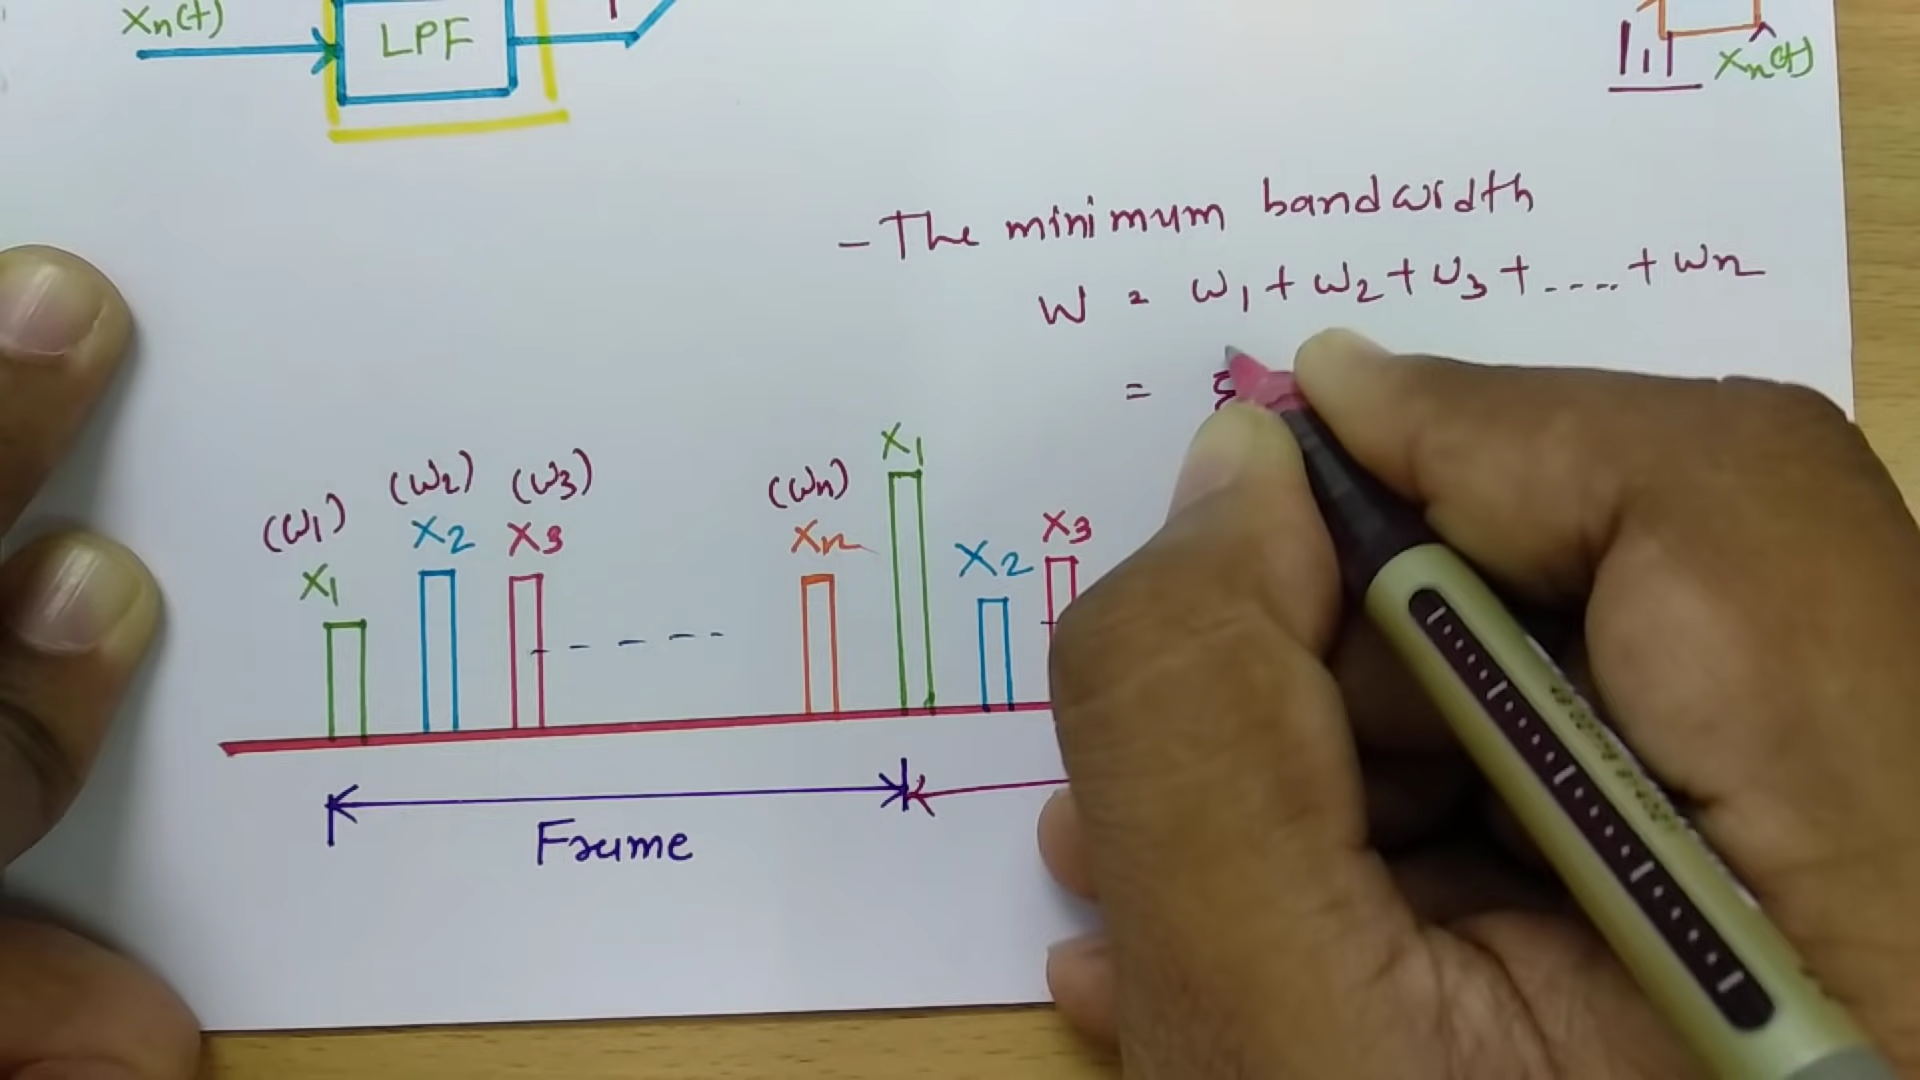 xn(t)
LPF
xn(t)
- The minimum bandwidth
W = w1 + w2 + w3 + .... + wn
= Σ
(w1) (w2) (w3) (wn)
x1 x2 x3 ---- xn x1 x2 x3
Frame